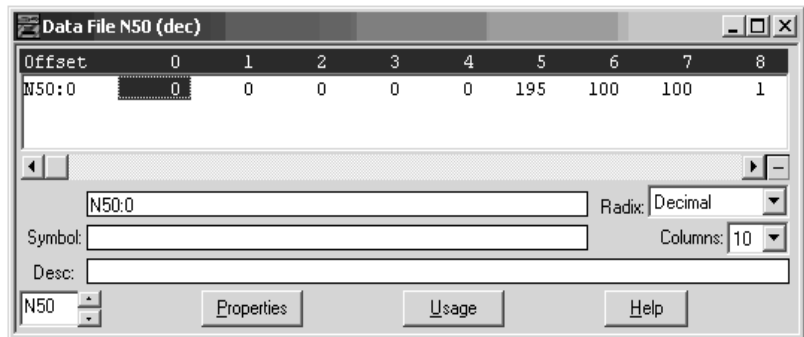 Data File N50 (dec)
Offset 0 1 2 3 4 5 6 7 8
N50:0 0 0 0 0 0 195 100 100 1
N50:0
Radix: Decimal
Symbol:
Columns: 10
Desc:
N50
Properties
Usage
Help